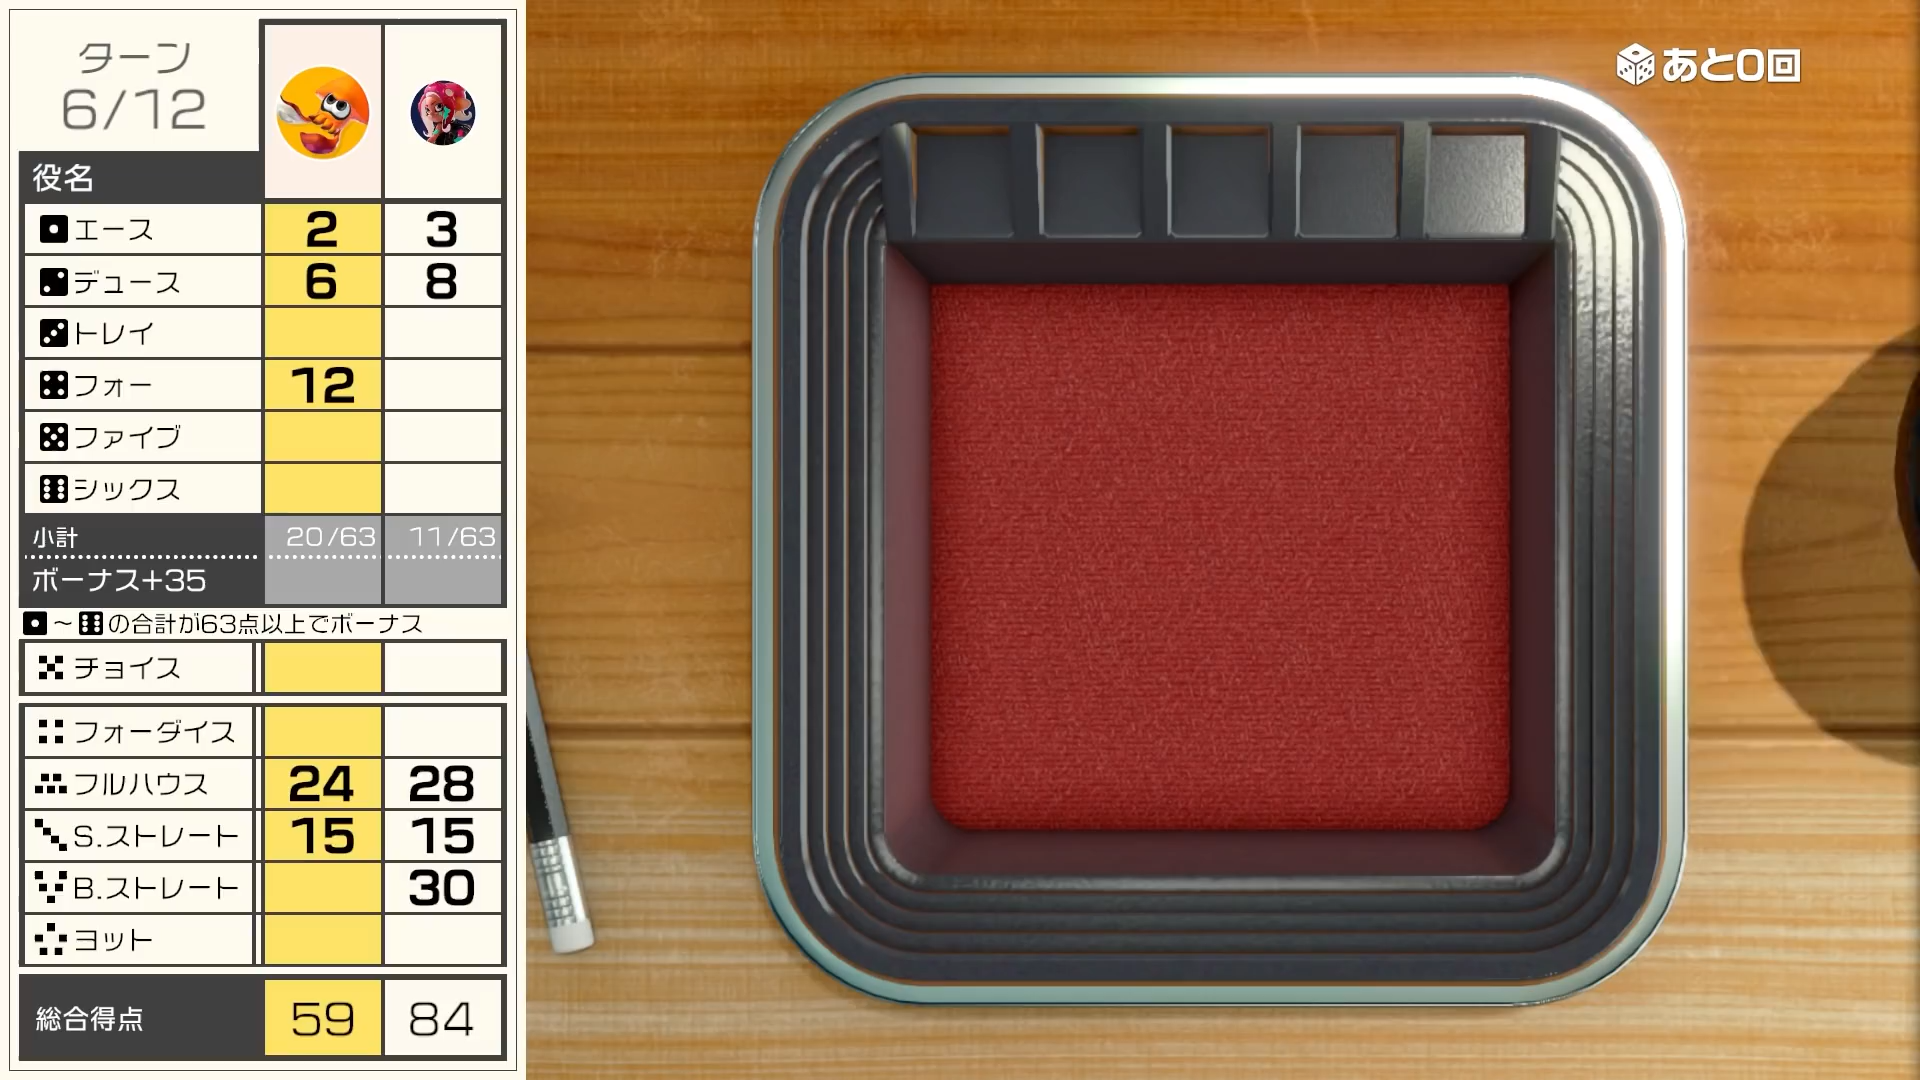 ターン
6/12
役名
エース 2 3
デュース 6 8
トレイ
フォー 12
ファイブ
シックス
小計 20/63 11/63
ボーナス+35
~の合計が63点以上でボーナス
チョイス
フォーダイス
フルハウス 24 28
S.ストレート 15 15
B.ストレート 30
ヨット
総合得点 59 84
あと0回